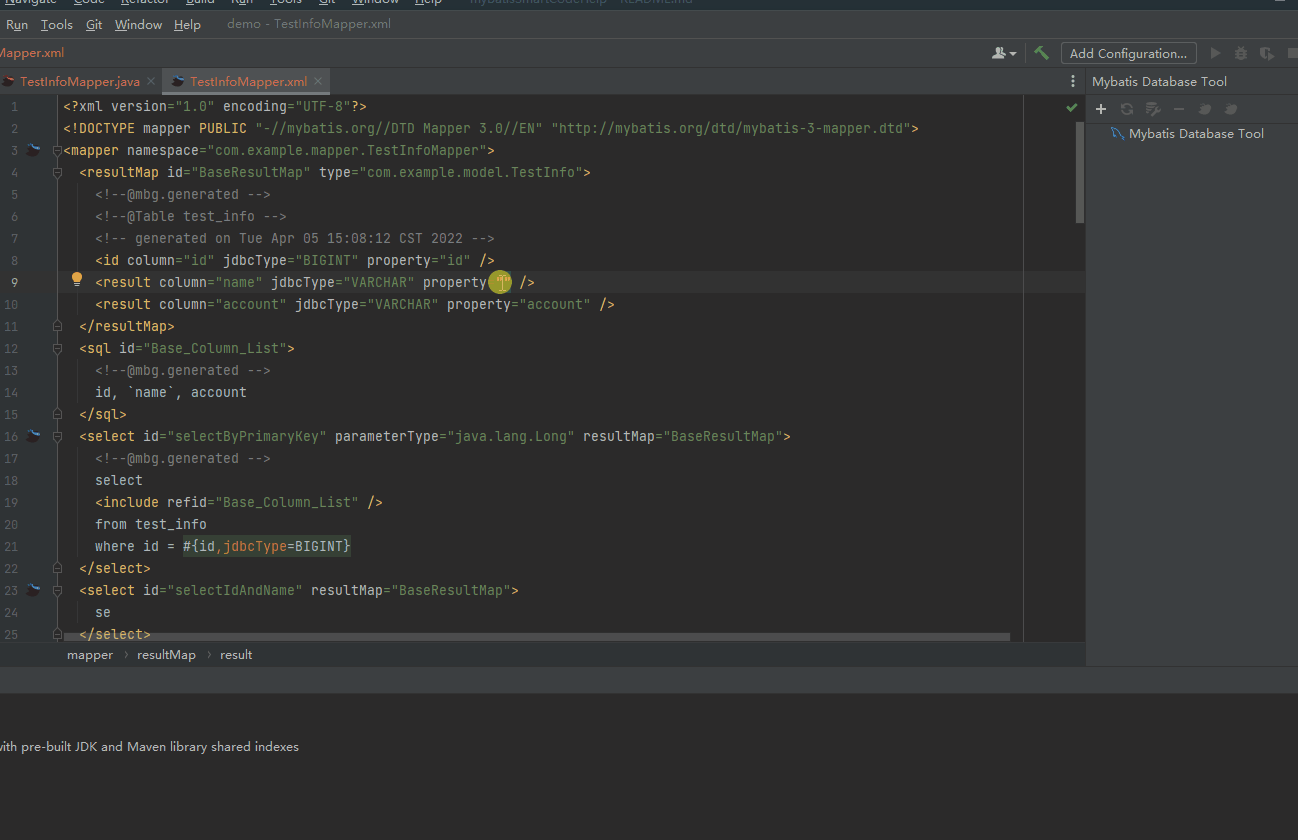 Navigate Code Refactor Build Run Tools Git Window Help MybatisSmartCodeHelp README.md
Run Tools Git Window Help demo - TestInfoMapper.xml
Mapper.xml Add Configuration...
TestInfoMapper.java TestInfoMapper.xml Mybatis Database Tool
Mybatis Database Tool
1 <?xml version="1.0" encoding="UTF-8"?>
2 <!DOCTYPE mapper PUBLIC "-//mybatis.org//DTD Mapper 3.0//EN" "http://mybatis.org/dtd/mybatis-3-mapper.dtd">
3 <mapper namespace="com.example.mapper.TestInfoMapper">
4 <resultMap id="BaseResultMap" type="com.example.model.TestInfo">
5 <!--@mbg.generated -->
6 <!--@Table test_info -->
7 <!-- generated on Tue Apr 05 15:08:12 CST 2022 -->
8 <id column="id" jdbcType="BIGINT" property="id" />
9 <result column="name" jdbcType="VARCHAR" property />
10 <result column="account" jdbcType="VARCHAR" property="account" />
11 </resultMap>
12 <sql id="Base_Column_List">
13 <!--@mbg.generated -->
14 id, `name`, account
15 </sql>
16 <select id="selectByPrimaryKey" parameterType="java.lang.Long" resultMap="BaseResultMap">
17 <!--@mbg.generated -->
18 select
19 <include refid="Base_Column_List" />
20 from test_info
21 where id = #{id,jdbcType=BIGINT}
22 </select>
23 <select id="selectIdAndName" resultMap="BaseResultMap">
24 se
25 </select>
mapper › resultMap › result
with pre-built JDK and Maven library shared indexes